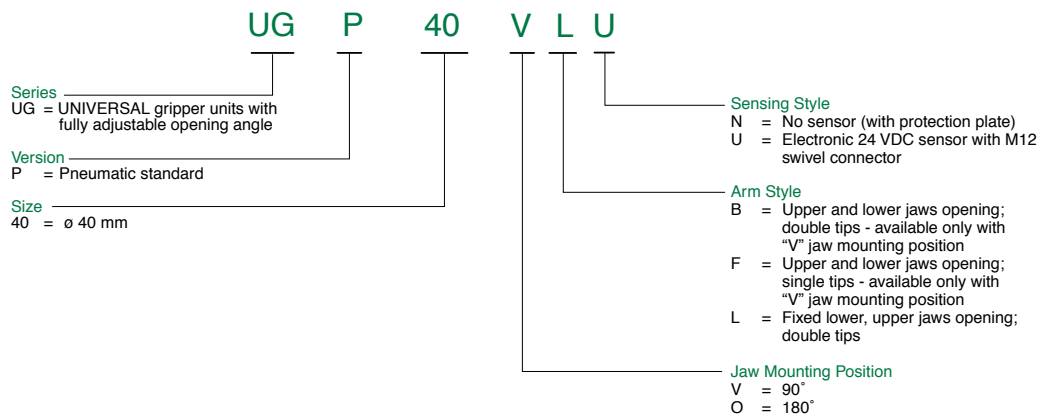 UG P 40 V L U
Series
UG = UNIVERSAL gripper units with
fully adjustable opening angle
Version
P = Pneumatic standard
Size
40 = ø 40 mm
Sensing Style
N = No sensor (with protection plate)
U = Electronic 24 VDC sensor with M12
swivel connector
Arm Style
B = Upper and lower jaws opening;
double tips - available only with
“V” jaw mounting position
F = Upper and lower jaws opening;
single tips - available only with
“V” jaw mounting position
L = Fixed lower, upper jaws opening;
double tips
Jaw Mounting Position
V = 90˚
O = 180˚